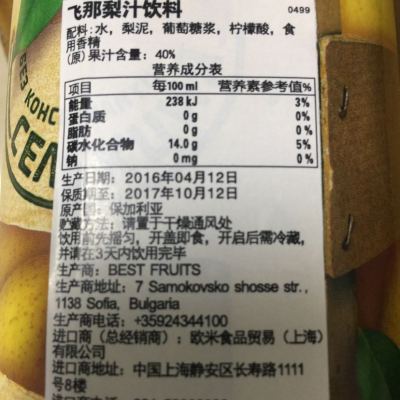 飞那梨汁饮料
0499
配料:水，梨泥，葡萄糖浆，柠檬酸，食
用香精
(原)果汁含量：40%
营养成分表
项目 每100 ml 营养素参考值%
能量 238 kJ 3%
蛋白质 0 g 0%
脂肪 0 g 0%
碳水化合物 14.0 g 5%
钠 0 mg 0%
生产日期：2016年04月12日
保质期至：2017年10月12日
原产国：保加利亚
贮藏方法：请置于干燥通风处
饮用前先摇匀，开盖即食，开启后需冷藏，
并请在3天内饮用完毕
生产商：BEST FRUITS
生产商地址：7 Samokovsko shosse str.，
1138 Sofia, Bulgaria
生产商电话：+35924344100
进口商（总经销商）：欧米食品贸易（上海）
有限公司
进口商地址：中国上海静安区长寿路1111
号8楼
КОНС
CEN